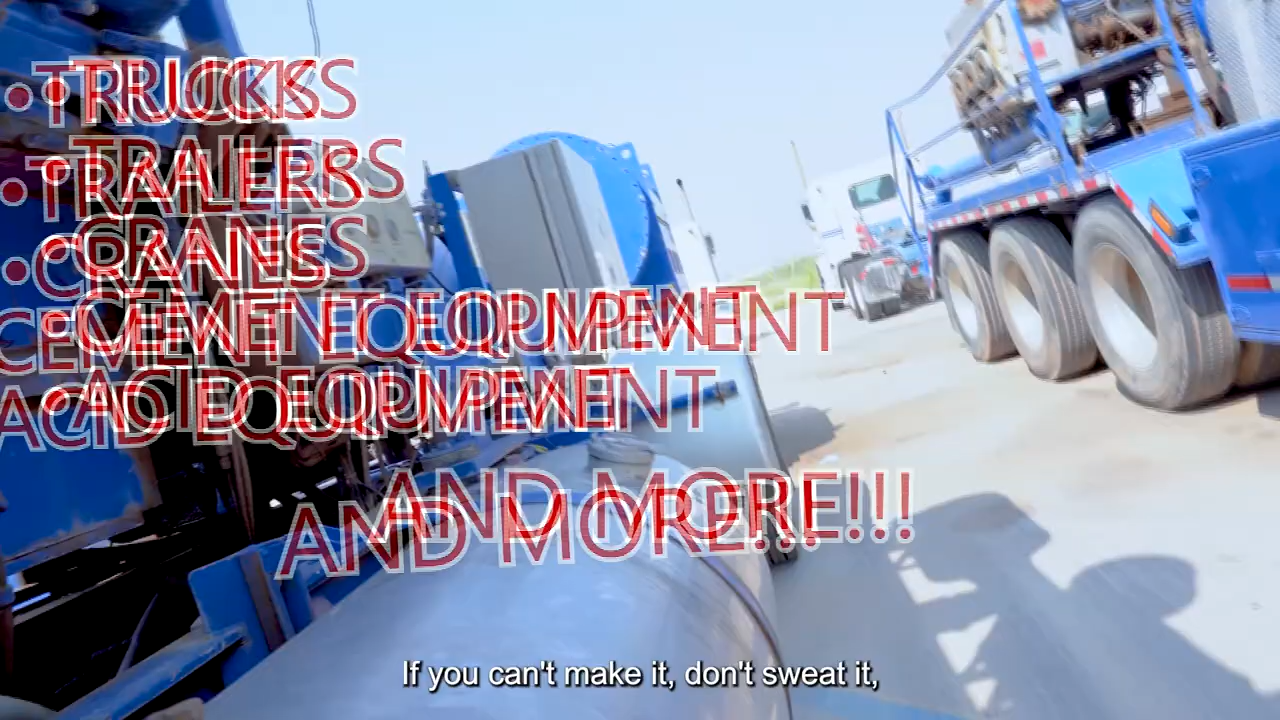 •TRUCKS
•TRAILERS
•CRANES
•CEMENT EQUIPMENT
•ACID EQUIPMENT
AND MORE!!!
If you can't make it, don't sweat it,